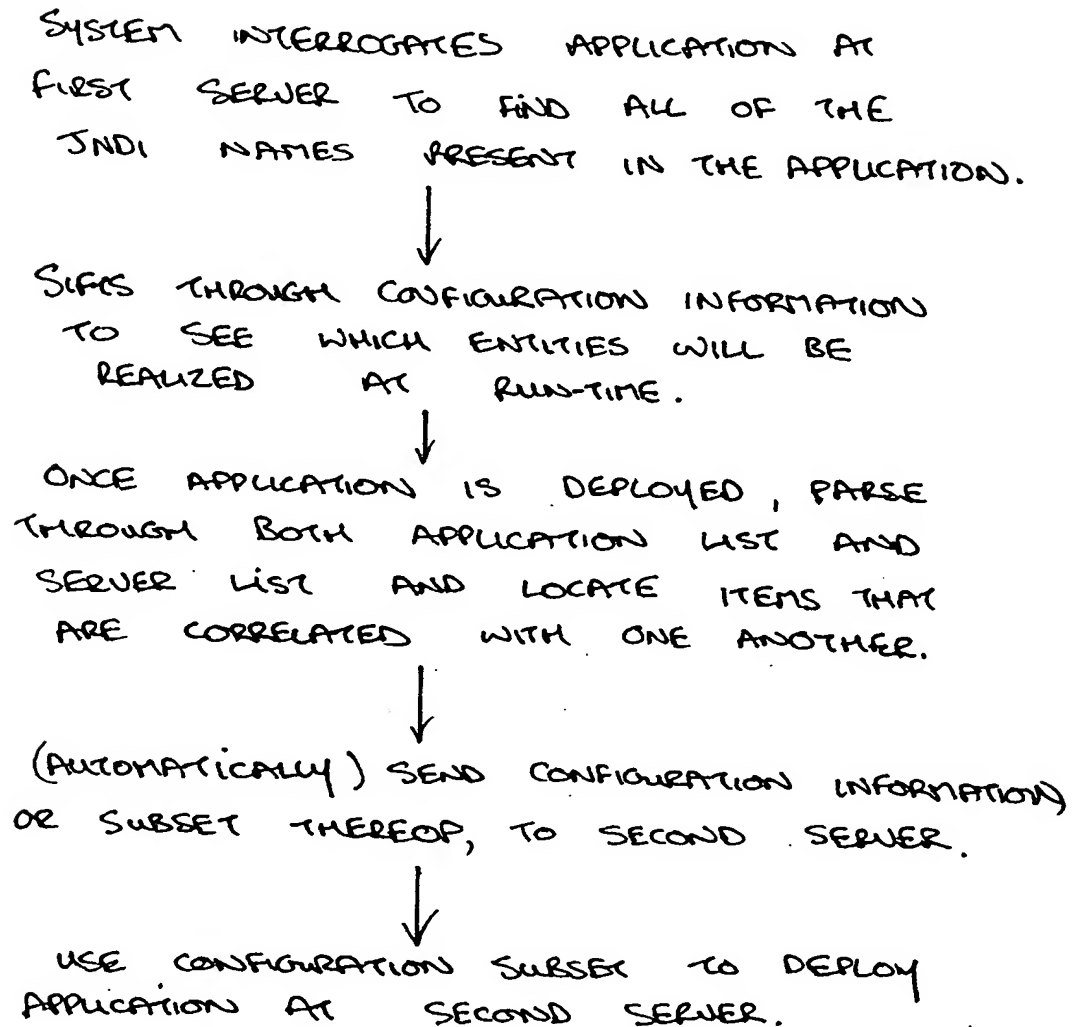 SYSTEM INTERROGATES APPLICATION AT
FIRST SERVER TO FIND ALL OF THE
JNDI NAMES PRESENT IN THE APPLICATION.
SIFTS THROUGH CONFIGURATION INFORMATION
TO SEE WHICH ENTITIES WILL BE
REALIZED AT RUN-TIME.
ONCE APPLICATION IS DEPLOYED, PARSE
THROUGH BOTH APPLICATION LIST AND
SERVER LIST AND LOCATE ITEMS THAT
ARE CORRELATED WITH ONE ANOTHER.
(AUTOMATICALLY) SEND CONFIGURATION INFORMATION,
OR SUBSET THEREOF, TO SECOND SERVER.
USE CONFIGURATION SUBSET TO DEPLOY
APPLICATION AT SECOND SERVER.